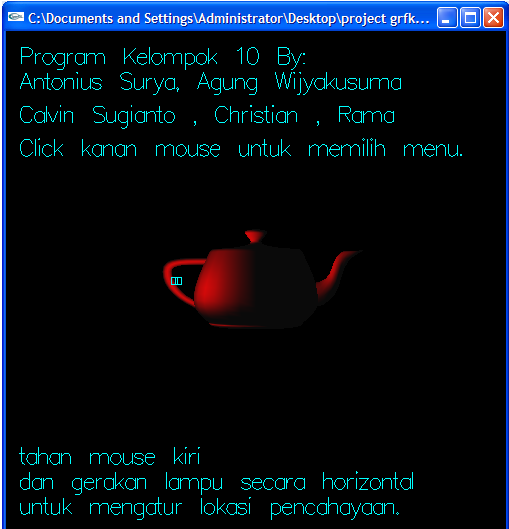 C:\Documents and Settings\Administrator\Desktop\project grfk...
Program Kelompok 10 By:
Antonius Surya, Agung Wijyakusuma
Calvin Sugianto , Christian , Rama
Click kanan mouse untuk memilih menu.
tahan mouse kiri
dan gerakan lampu secara horizontal
untuk mengatur lokasi pencahayaan.